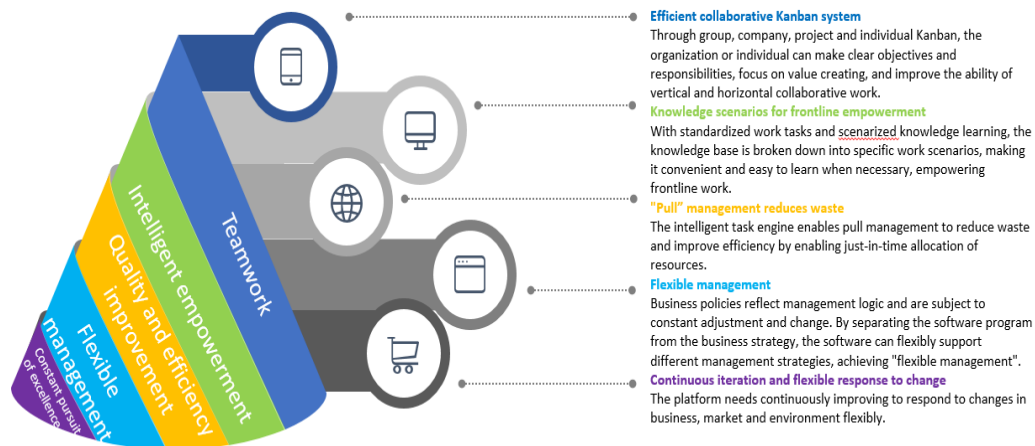 Efficient collaborative Kanban system
Through group, company, project and individual Kanban, the
organization or individual can make clear objectives and
responsibilities, focus on value creating, and improve the ability of
vertical and horizontal collaborative work.
Knowledge scenarios for frontline empowerment
With standardized work tasks and scenarized knowledge learning, the
knowledge base is broken down into specific work scenarios, making
it convenient and easy to learn when necessary, empowering
frontline work.
"Pull” management reduces waste
The intelligent task engine enables pull management to reduce waste
and improve efficiency by enabling just-in-time allocation of
resources.
Flexible management
Business policies reflect management logic and are subject to
constant adjustment and change. By separating the software program
from the business strategy, the software can flexibly support
different management strategies, achieving "flexible management".
Continuous iteration and flexible response to change
The platform needs continuously improving to respond to changes in
business, market and environment flexibly.
Teamwork
Intelligent empowerment
Quality and efficiency
improvement
Flexible
management
Constant pursuit
of excellence